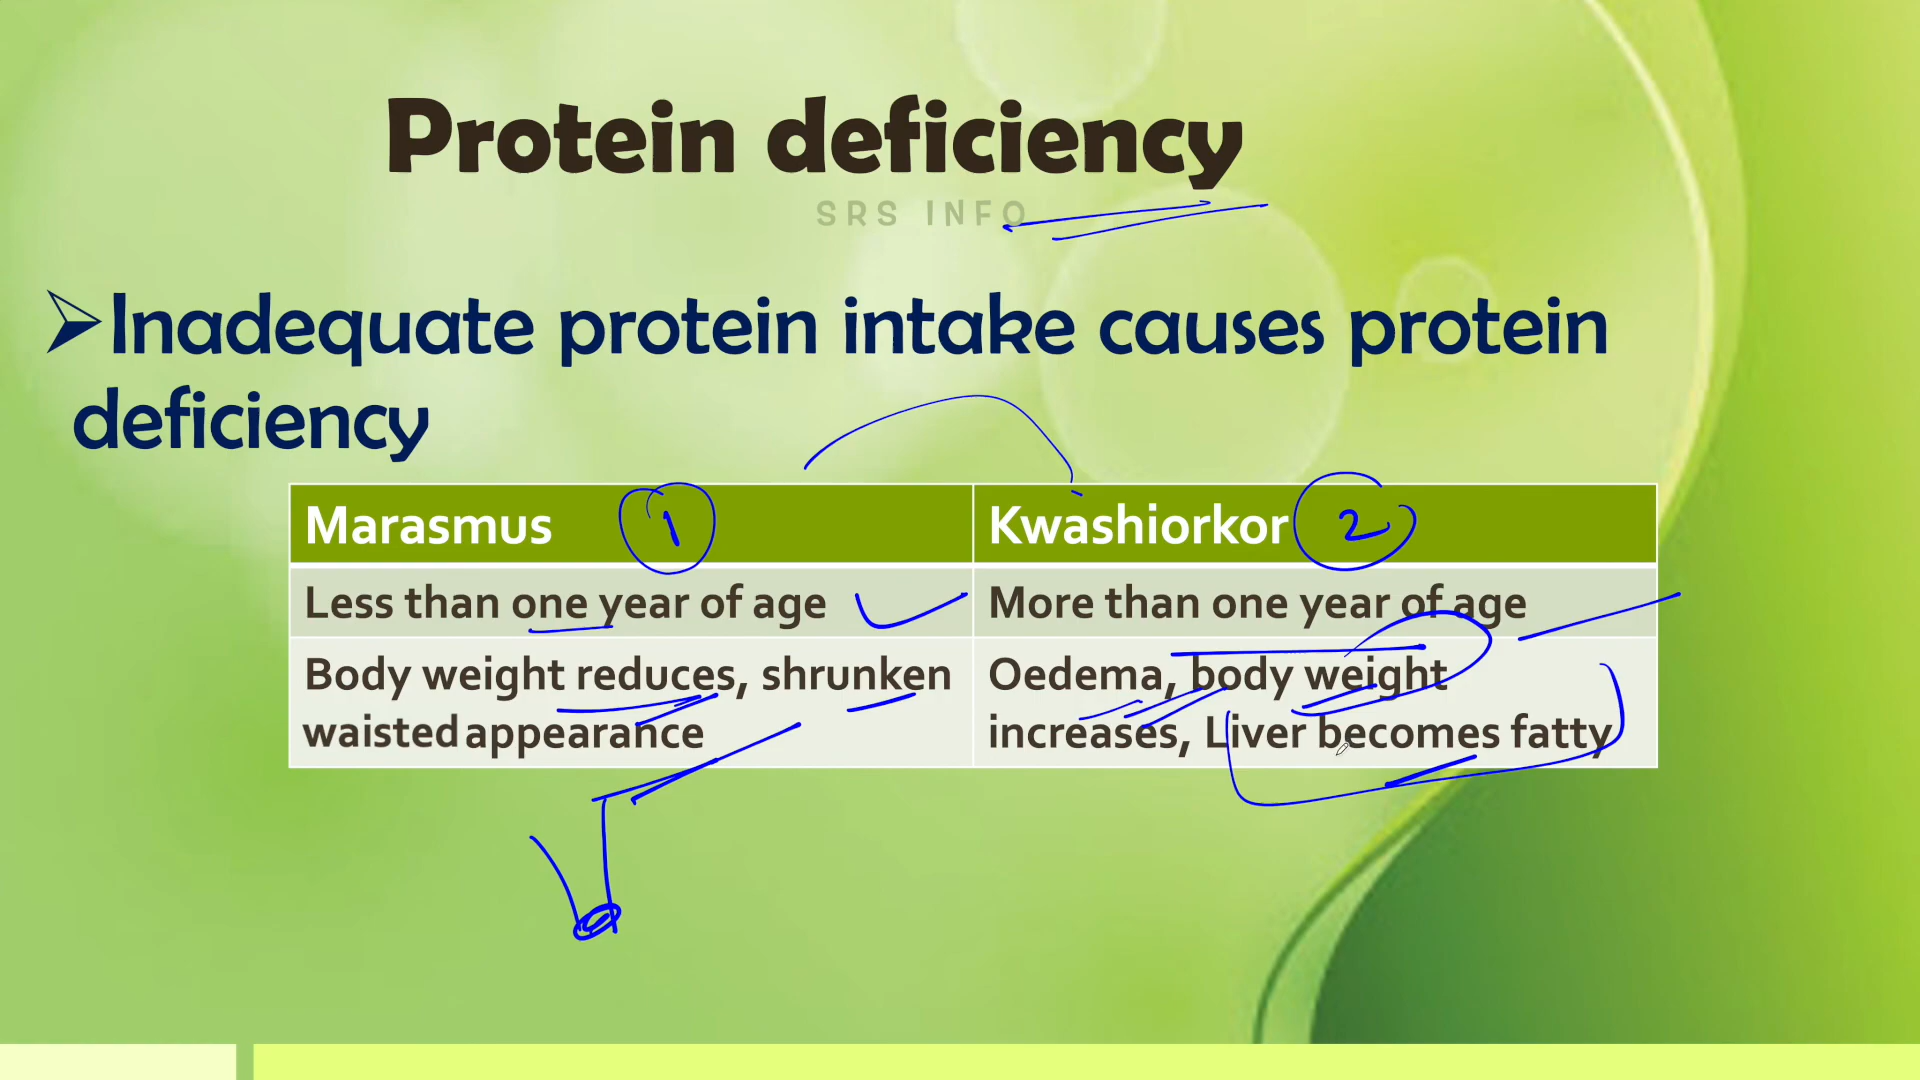 Protein deficiency
SRS INFO
➢Inadequate protein intake causes protein
deficiency
Marasmus 1 Kwashiorkor 2
Less than one year of age More than one year of age
Body weight reduces, shrunken Oedema, body weight
waisted appearance increases, Liver becomes fatty